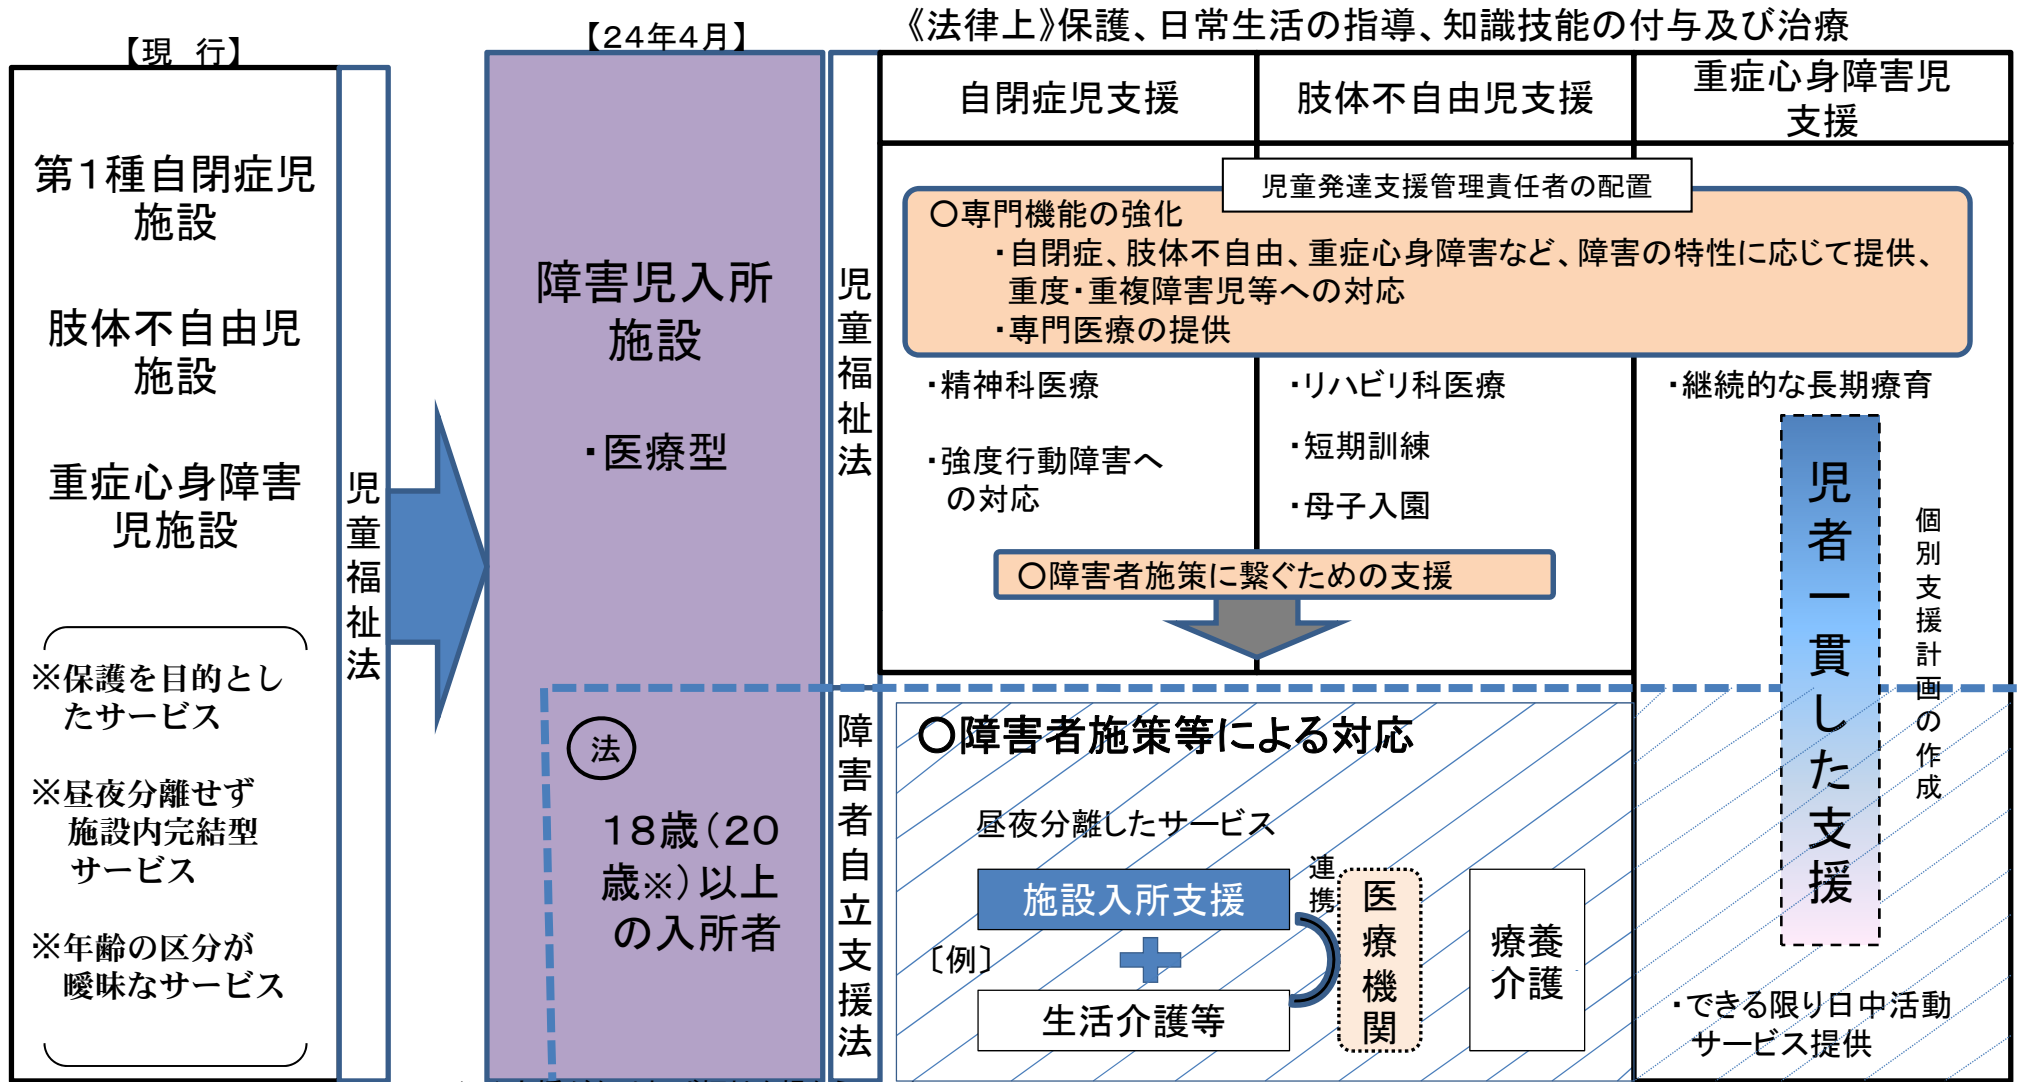 【現　行】
第１種自閉症児
施設
肢体不自由児
施設
重症心身障害
児施設
※保護を目的とし
たサービス
※昼夜分離せず
施設内完結型
サービス
※年齢の区分が
曖昧なサービス
児童福祉法
【２４年４月】
障害児入所
施設
・医療型
法
１８歳（２０
歳※）以上
の入所者
児童福祉法
障害者自立支援法
《法律上》保護、日常生活の指導、知識技能の付与及び治療
自閉症児支援
肢体不自由児支援
重症心身障害児
支援
児童発達支援管理責任者の配置
〇専門機能の強化
・自閉症、肢体不自由、重症心身障害など、障害の特性に応じて提供、
重度・重複障害児等への対応
・専門医療の提供
・精神科医療
・強度行動障害へ
の対応
・リハビリ科医療
・短期訓練
・母子入園
・継続的な長期療育
〇障害者施策に繋ぐための支援
児者一貫した支援
個別支援計画の作成
〇障害者施策等による対応
昼夜分離したサービス
〔例〕
施設入所支援
生活介護等
連携
医療機関
療養
介護
・できる限り日中活動
サービス提供